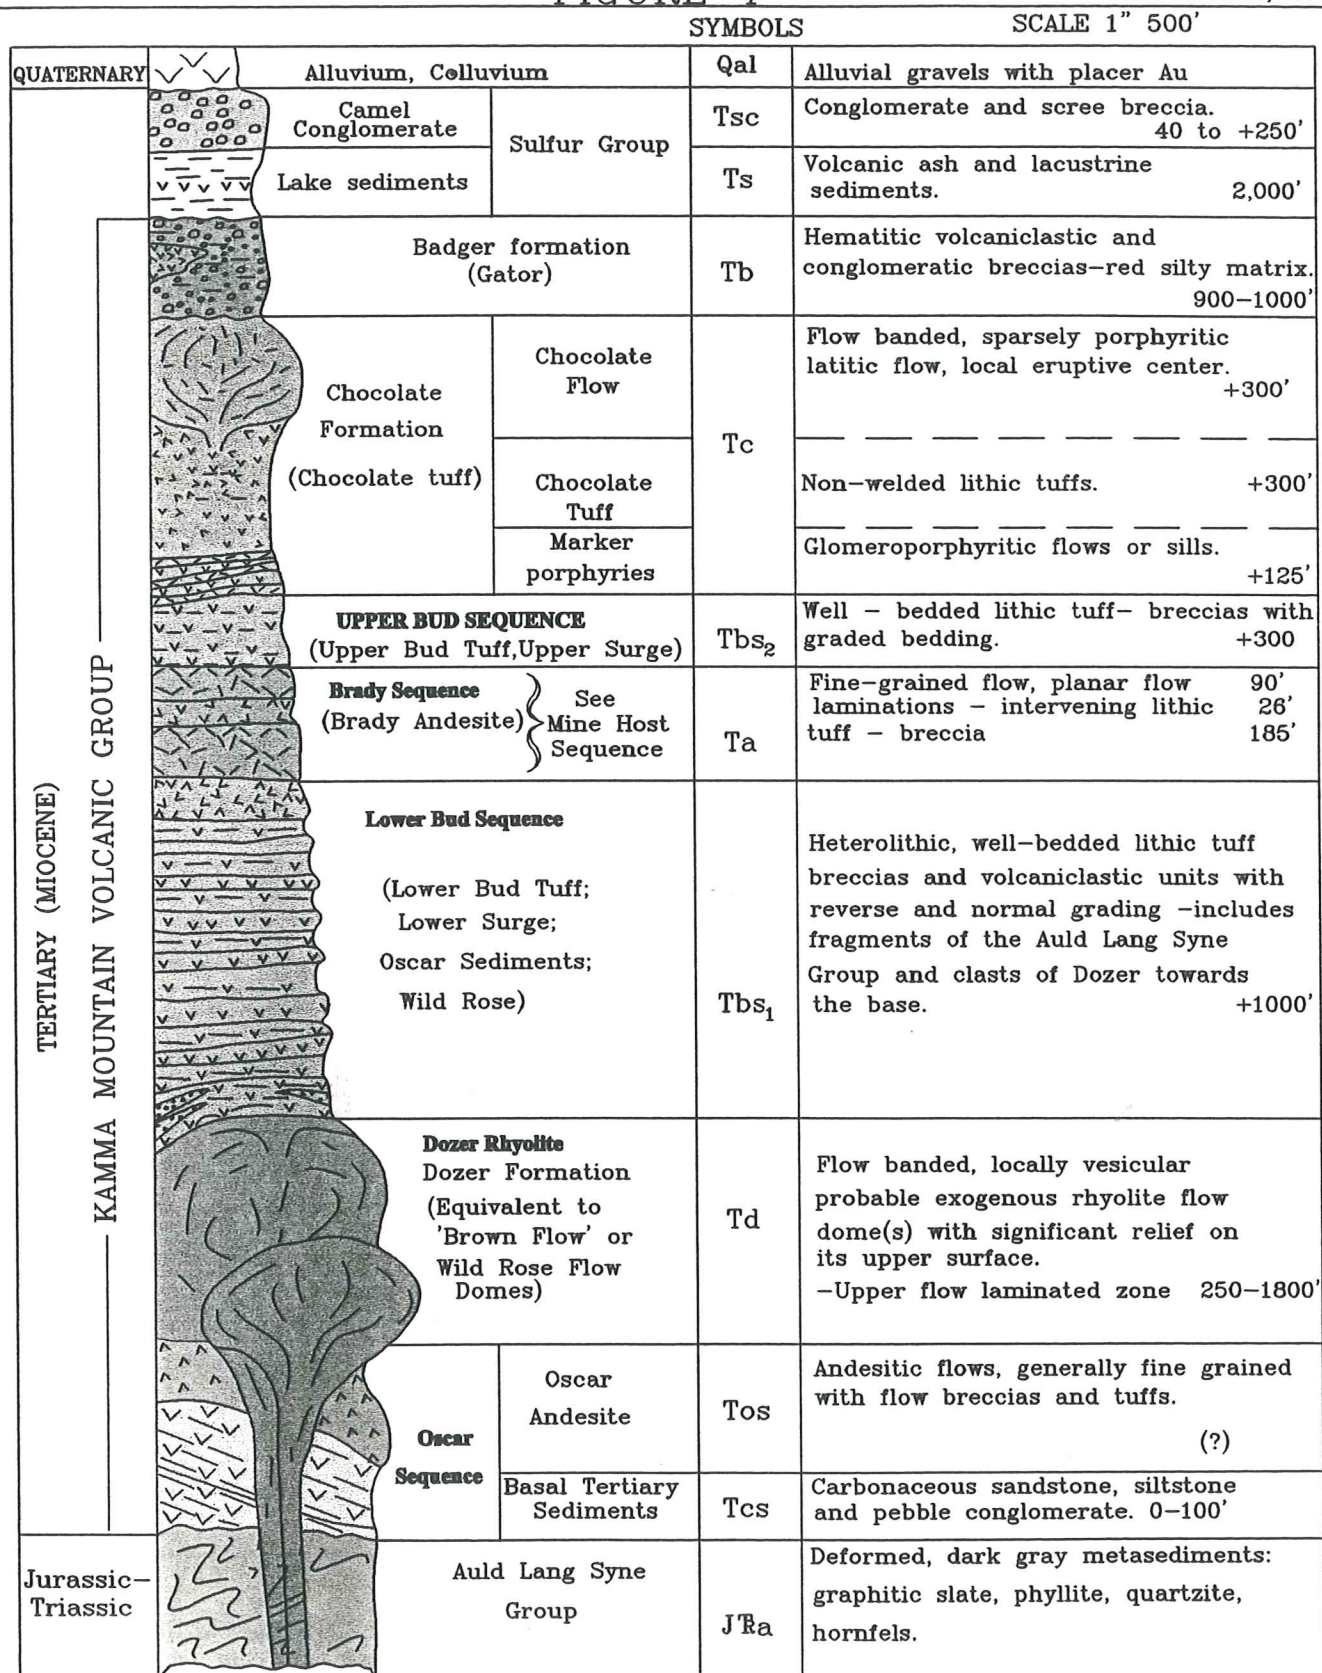 SYMBOLS
SCALE 1" 500'
QUATERNARY
Alluvium, Colluvium
Qal
Alluvial gravels with placer Au
Camel
Conglomerate
Sulfur Group
Tsc
Conglomerate and scree breccia.
40 to +250'
Lake sediments
Ts
Volcanic ash and lacustrine
sediments. 2,000'
TERTIARY (MIOCENE)
KAMMA MOUNTAIN VOLCANIC GROUP
Badger formation
(Gator)
Tb
Hematitic volcaniclastic and
conglomeratic breccias-red silty matrix.
900-1000'
Chocolate
Formation
(Chocolate tuff)
Chocolate
Flow
Tc
Flow banded, sparsely porphyritic
latitic flow, local eruptive center.
+300'
Chocolate
Tuff
Non-welded lithic tuffs. +300'
Marker
porphyries
Glomeroporphyritic flows or sills.
+125'
UPPER BUD SEQUENCE
(Upper Bud Tuff,Upper Surge)
Tbs₂
Well - bedded lithic tuff- breccias with
graded bedding. +300
Brady Sequence
(Brady Andesite)
See
Mine Host
Sequence
Ta
Fine-grained flow, planar flow 90'
laminations - intervening lithic 26'
tuff - breccia 185'
Lower Bud Sequence
(Lower Bud Tuff;
Lower Surge;
Oscar Sediments;
Wild Rose)
Tbs₁
Heterolithic, well-bedded lithic tuff
breccias and volcaniclastic units with
reverse and normal grading -includes
fragments of the Auld Lang Syne
Group and clasts of Dozer towards
the base. +1000'
Dozer Rhyolite
Dozer Formation
(Equivalent to
'Brown Flow' or
Wild Rose Flow
Domes)
Td
Flow banded, locally vesicular
probable exogenous rhyolite flow
dome(s) with significant relief on
its upper surface.
-Upper flow laminated zone 250-1800'
Oscar
Sequence
Oscar
Andesite
Tos
Andesitic flows, generally fine grained
with flow breccias and tuffs.
(?)
Basal Tertiary
Sediments
Tcs
Carbonaceous sandstone, siltstone
and pebble conglomerate. 0-100'
Jurassic-
Triassic
Auld Lang Syne
Group
JTRa
Deformed, dark gray metasediments:
graphitic slate, phyllite, quartzite,
hornfels.